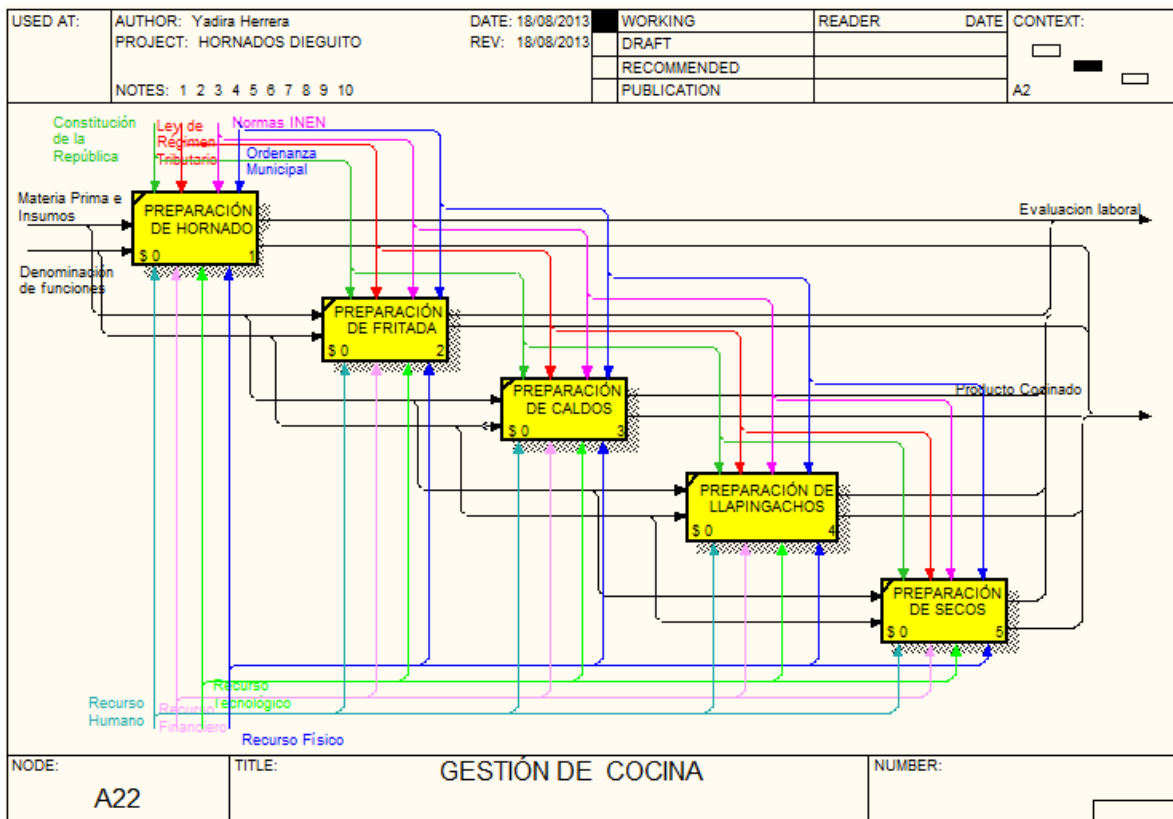 USED AT:
AUTHOR: Yadira Herrera
DATE: 18/08/2013
WORKING
READER
DATE
CONTEXT:
PROJECT: HORNADOS DIEGUITO
REV: 18/08/2013
DRAFT
RECOMMENDED
NOTES: 1 2 3 4 5 6 7 8 9 10
PUBLICATION
A2
Constitución
de la
República
Ley de
Régimen
Tributario
Normas INEN
Ordenanza
Municipal
Materia Prima e
Insumos
Denominación
de funciones
PREPARACIÓN
DE HORNADO
$ 0
1
Evaluacion laboral
PREPARACIÓN
DE FRITADA
$ 0
2
PREPARACIÓN
DE CALDOS
$ 0
3
Producto Cocinado
PREPARACIÓN DE
LLAPINGACHOS
$ 0
4
PREPARACIÓN
DE SECOS
$ 0
5
Recurso
Humano
Recurso
Financiero
Recurso
Tecnológico
Recurso Físico
NODE:
A22
TITLE:
GESTIÓN DE COCINA
NUMBER: